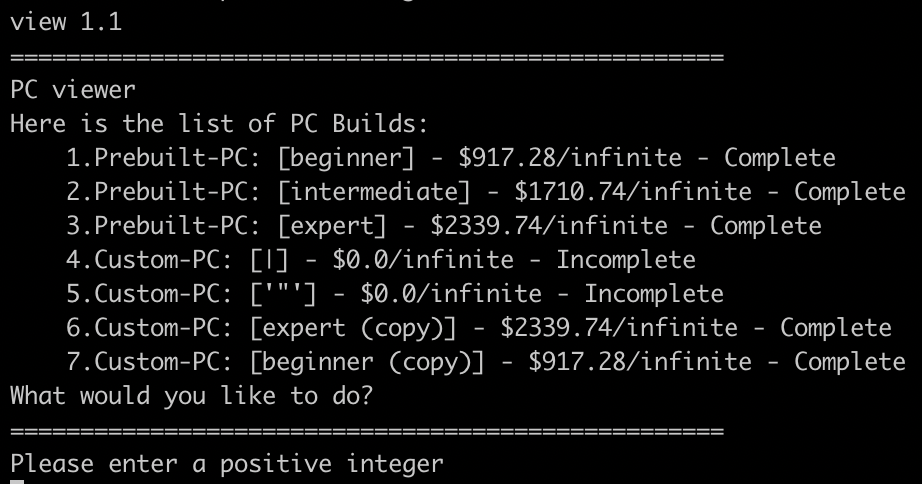 view 1.1
===================================================
PC viewer
Here is the list of PC Builds:
    1.Prebuilt-PC: [beginner] - $917.28/infinite - Complete
    2.Prebuilt-PC: [intermediate] - $1710.74/infinite - Complete
    3.Prebuilt-PC: [expert] - $2339.74/infinite - Complete
    4.Custom-PC: [|] - $0.0/infinite - Incomplete
    5.Custom-PC: ['"'] - $0.0/infinite - Incomplete
    6.Custom-PC: [expert (copy)] - $2339.74/infinite - Complete
    7.Custom-PC: [beginner (copy)] - $917.28/infinite - Complete
What would you like to do?
===================================================
Please enter a positive integer